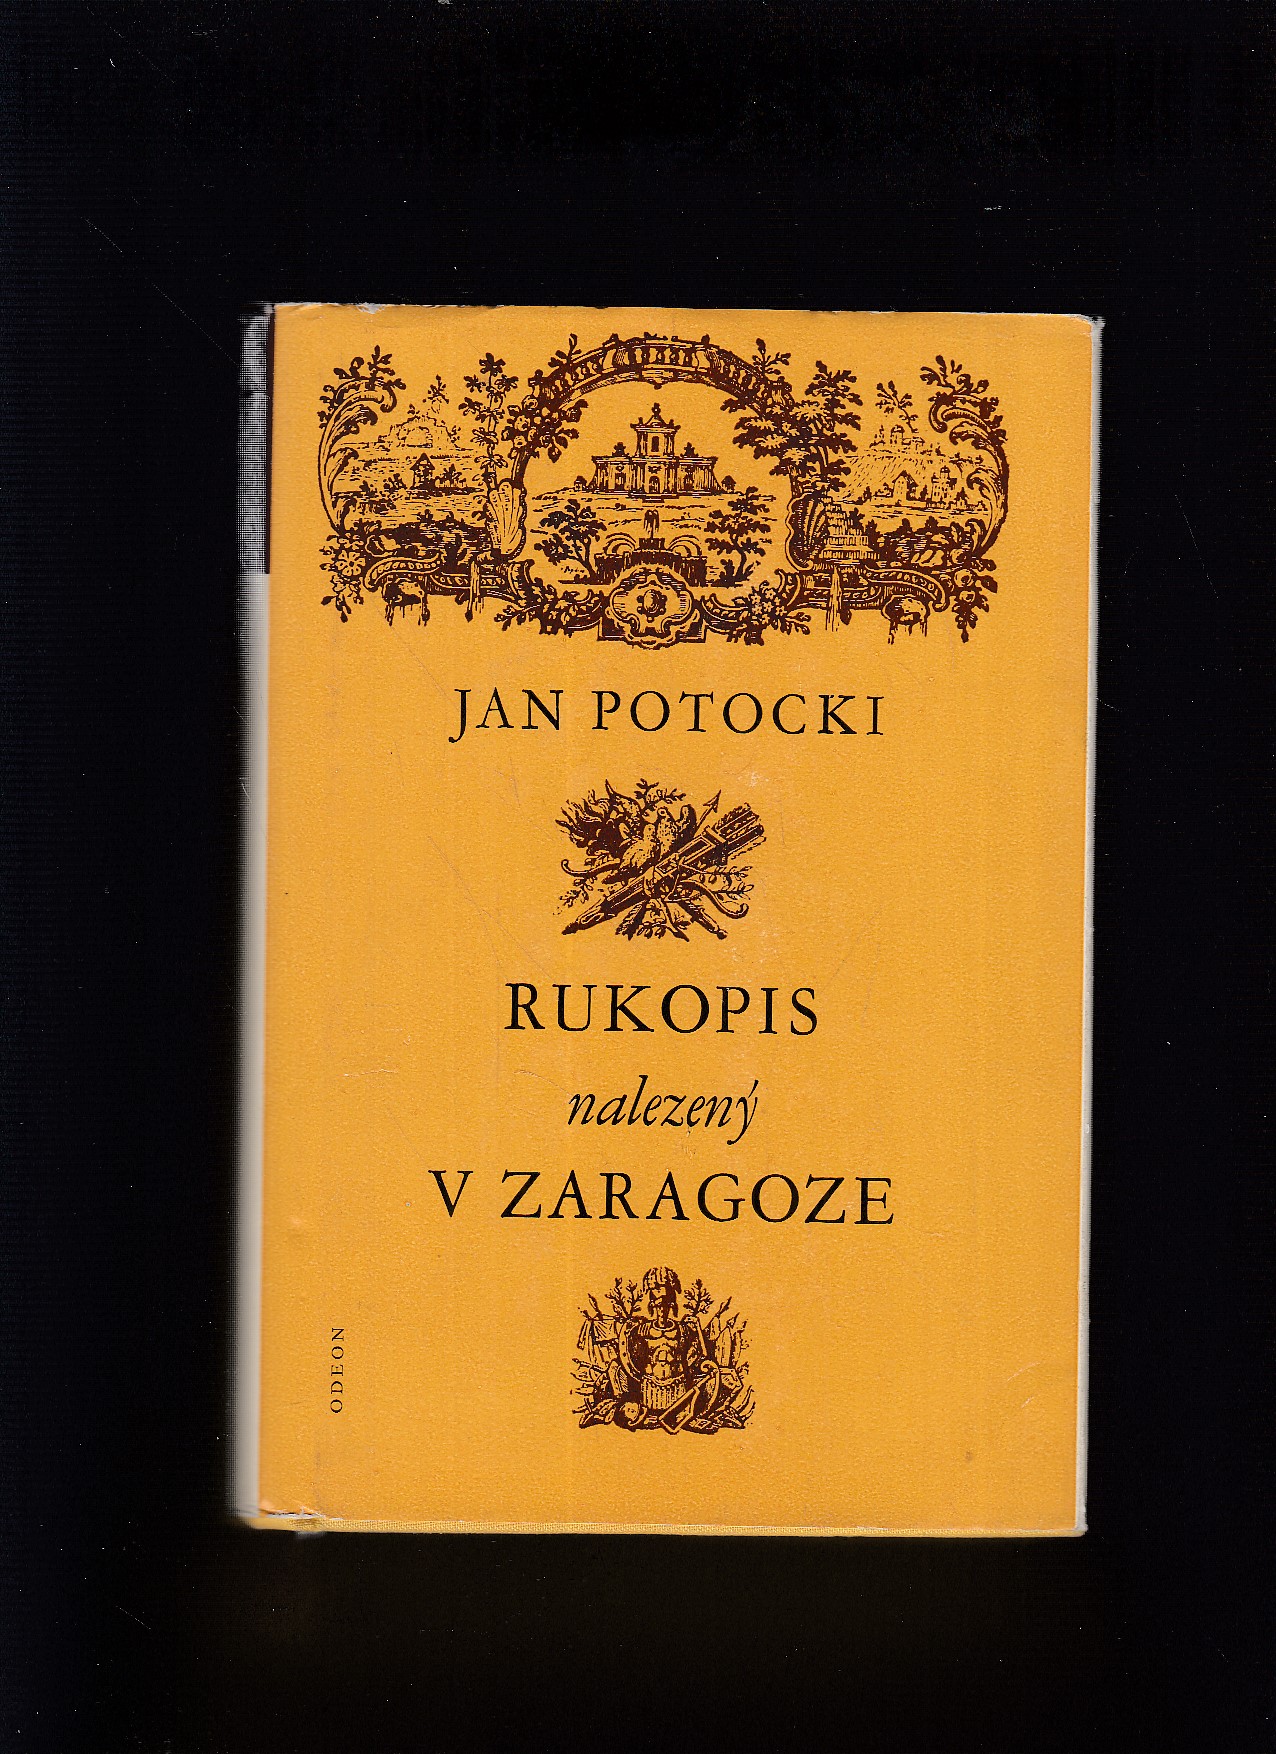 JAN POTOCKI
RUKOPIS
nalezený
V ZARAGOZE
ODEON